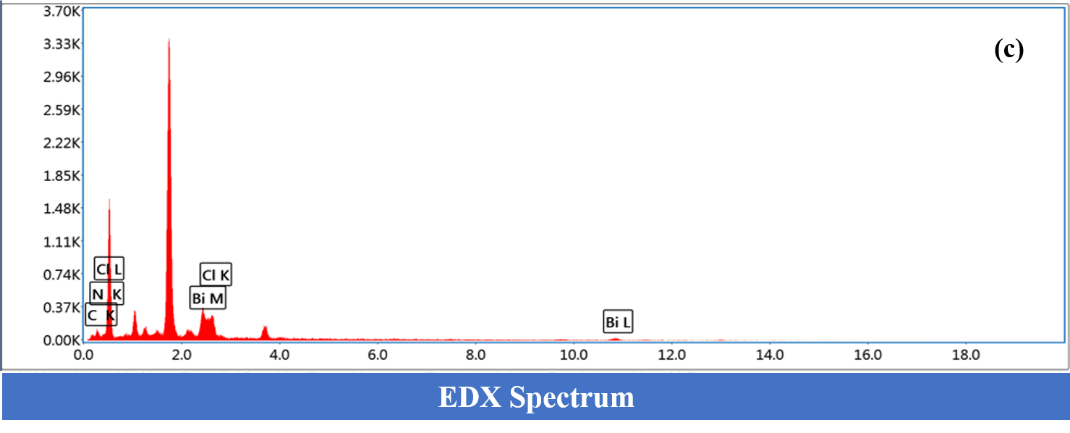 3.70K
(c)
3.33K
2.96K
2.59K
2.22K
1.85K
1.48K
1.11K
Cl L
0.74K
Cl K
N K
Bi M
0.37K
C K
Bi L
0.00K
0.0 2.0 4.0 6.0 8.0 10.0 12.0 14.0 16.0 18.0
EDX Spectrum